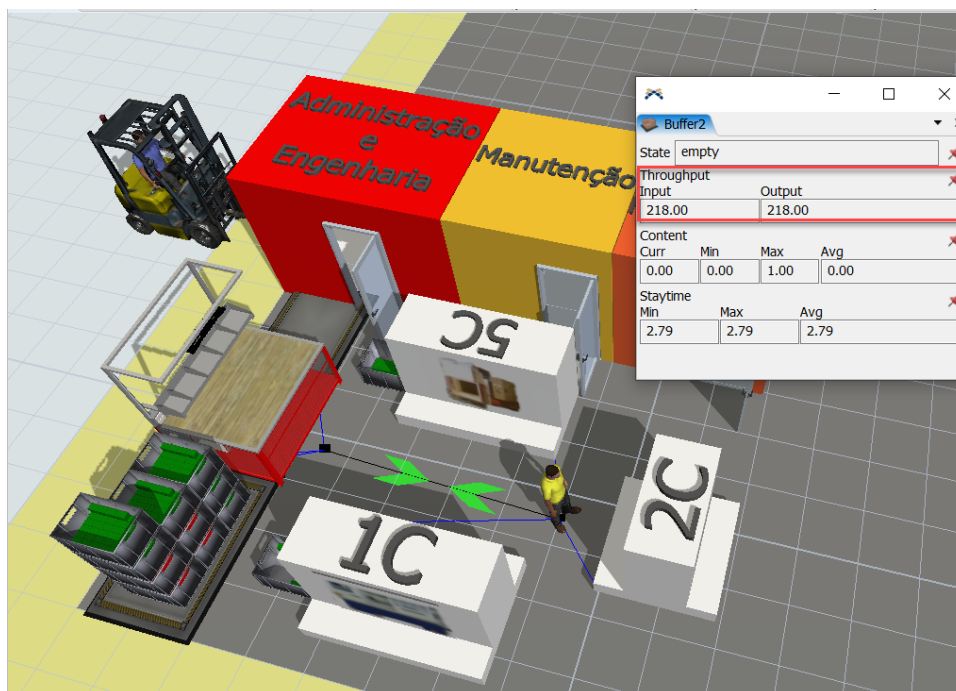 Administração
e
Engenharia
Manutenção
5C
2C
1C
Buffer2
State empty
Throughput
Input Output
218.00 218.00
Content
Curr Min Max Avg
0.00 0.00 1.00 0.00
Staytime
Min Max Avg
2.79 2.79 2.79